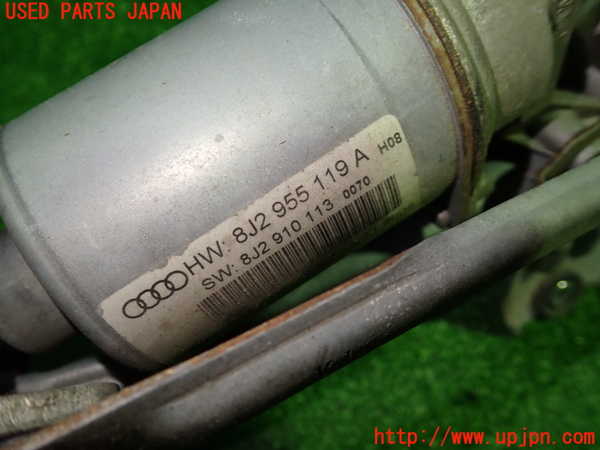 USED PARTS JAPAN
HW: 8J2 955 119 A H08
SW: 8J2 910 113 0070
http://www.upjpn.com